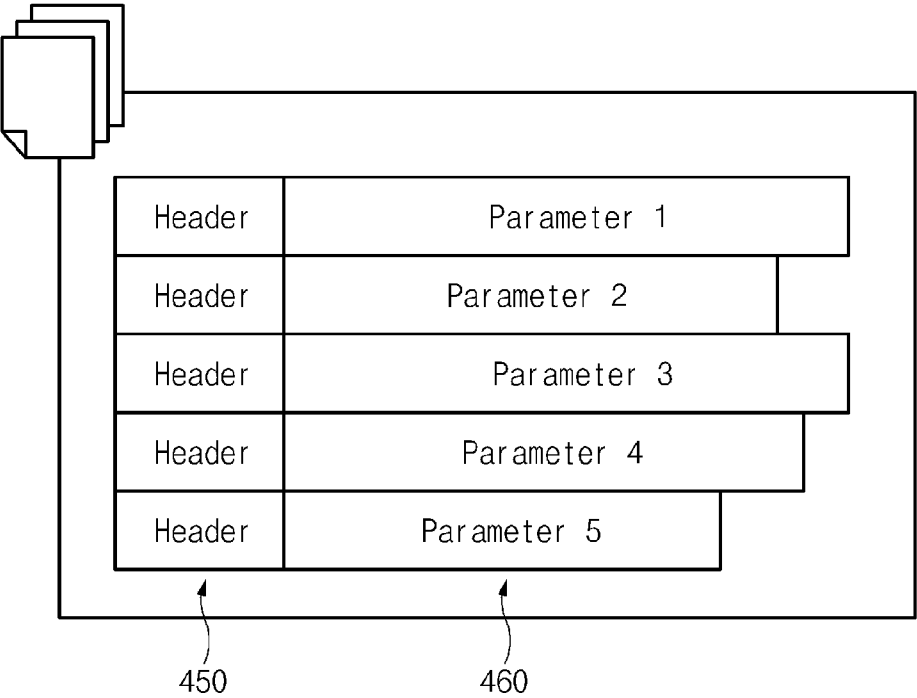 Header Parameter 1
Header Parameter 2
Header Parameter 3
Header Parameter 4
Header Parameter 5
450 460